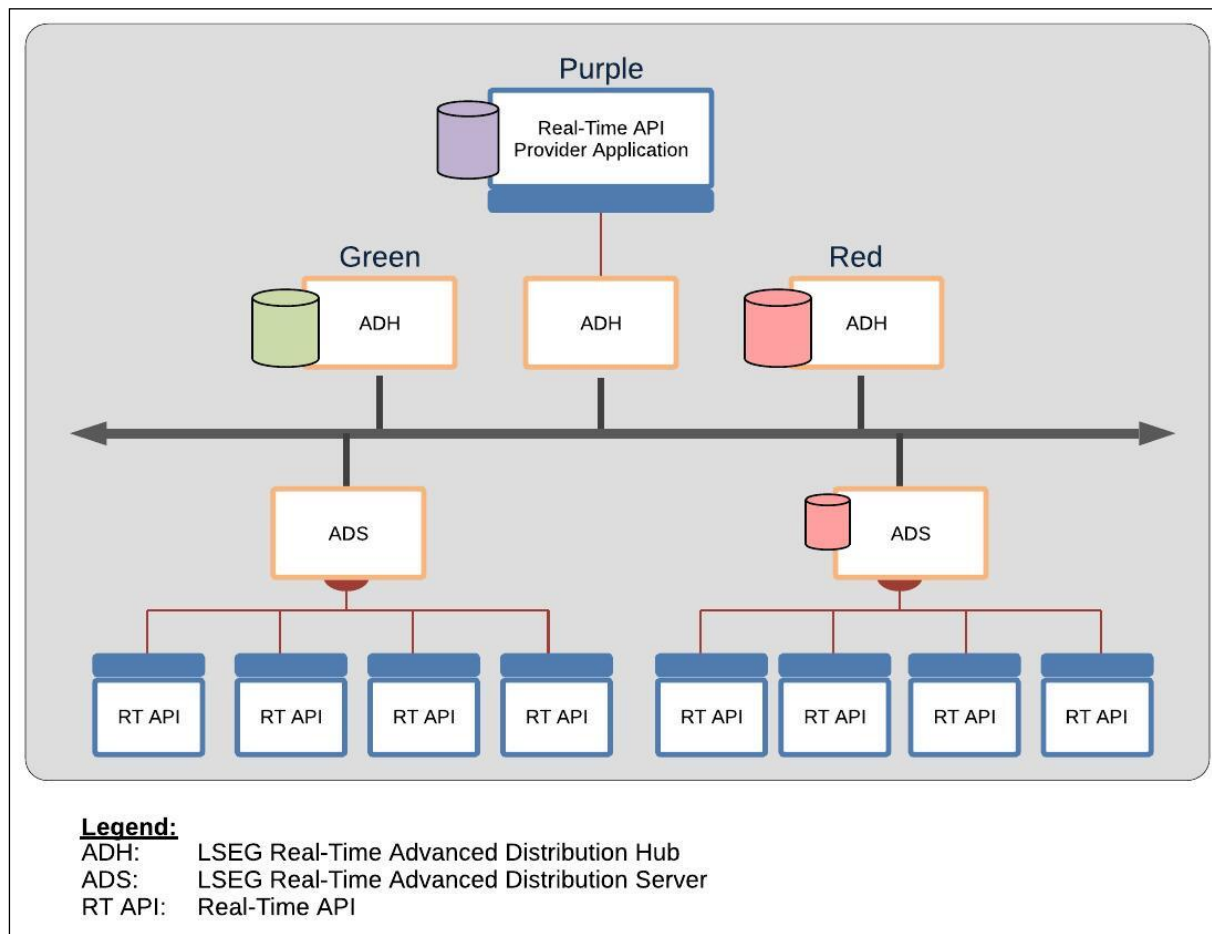 Purple
Real-Time API
Provider Application
Green
Red
ADH
ADH
ADH
ADS
ADS
RT API
RT API
RT API
RT API
RT API
RT API
RT API
RT API
Legend:
ADH: LSEG Real-Time Advanced Distribution Hub
ADS: LSEG Real-Time Advanced Distribution Server
RT API: Real-Time API